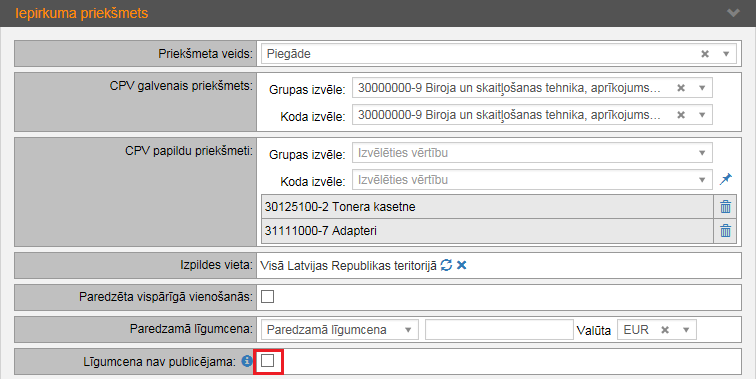 Iepirkuma priekšmets
Priekšmeta veids: Piegāde
CPV galvenais priekšmets: Grupas izvēle: 30000000-9 Biroja un skaitļošanas tehnika, aprīkojums...
Koda izvēle: 30000000-9 Biroja un skaitļošanas tehnika, aprīkojums...
CPV papildu priekšmeti: Grupas izvēle: Izvēlēties vērtību
Koda izvēle: Izvēlēties vērtību
30125100-2 Tonera kasetne
31111000-7 Adapteri
Izpildes vieta: Visā Latvijas Republikas teritorijā
Paredzēta vispārīgā vienošanās:
Paredzamā līgumcena: Paredzamā līgumcena Valūta EUR
Līgumcena nav publicējama: